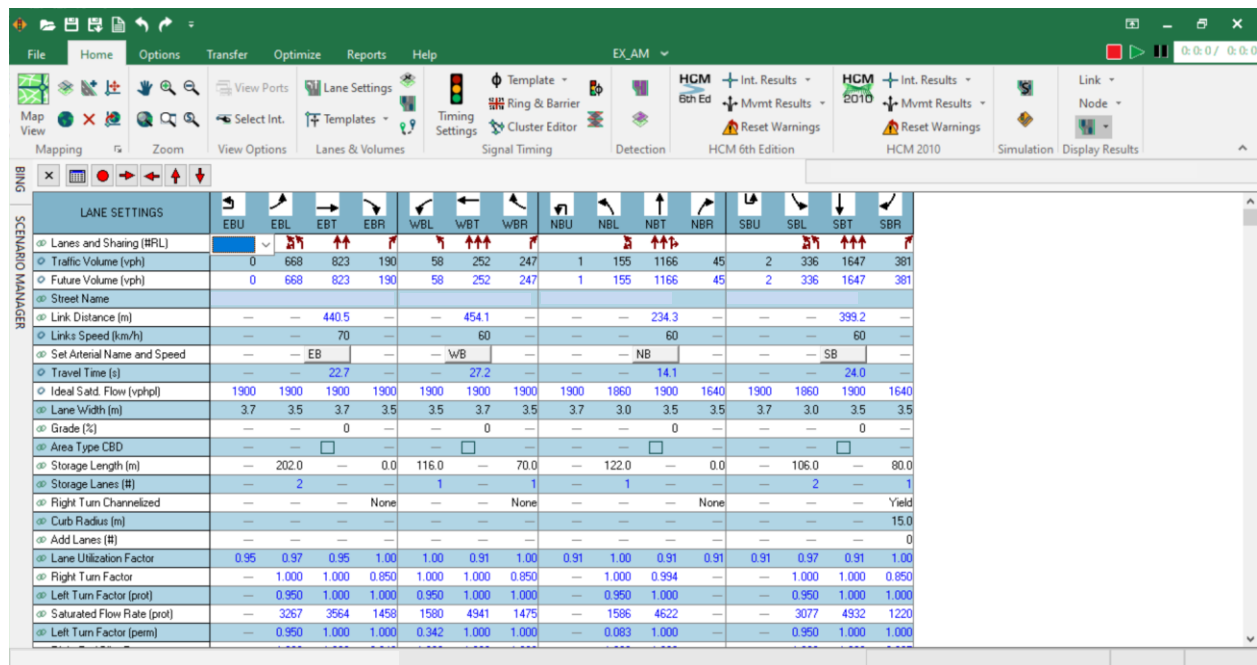 File Home Options Transfer Optimize Reports Help EX_AM 0:0:0 / 0:0:0
Map View
View Ports
Select Int.
Lane Settings
Templates
Timing Settings
Template
Ring & Barrier
Cluster Editor
HCM 6th Ed
Int. Results
Mvmt Results
Reset Warnings
HCM 2010
Int. Results
Mvmt Results
Reset Warnings
Link
Node
Mapping Zoom View Options Lanes & Volumes Signal Timing Detection HCM 6th Edition HCM 2010 Simulation Display Results
BING
SCENARIO MANAGER
LANE SETTINGS EBU EBL EBT EBR WBL WBT WBR NBU NBL NBT NBR SBU SBL SBT SBR
Lanes and Sharing (#RL)
Traffic Volume (vph) 0 668 823 190 58 252 247 1 155 1166 45 2 336 1647 381
Future Volume (vph) 0 668 823 190 58 252 247 1 155 1166 45 2 336 1647 381
Street Name
Link Distance (m) — — 440.5 — — 454.1 — — — 234.3 — — — 399.2 —
Links Speed (km/h) — — 70 — — 60 — — — 60 — — — 60 —
Set Arterial Name and Speed — — EB — — WB — — — NB — — — SB —
Travel Time (s) — — 22.7 — — 27.2 — — — 14.1 — — — 24.0 —
Ideal Satd. Flow (vphpl) 1900 1900 1900 1900 1900 1900 1900 1900 1860 1900 1640 1900 1860 1900 1640
Lane Width (m) 3.7 3.5 3.7 3.5 3.5 3.7 3.5 3.7 3.0 3.5 3.5 3.7 3.0 3.5 3.5
Grade (%) — — 0 — — 0 — — — 0 — — — 0 —
Area Type CBD — — — — — — — — — — —
Storage Length (m) — 202.0 — 0.0 116.0 — 70.0 — 122.0 — 0.0 — 106.0 — 80.0
Storage Lanes (#) — 2 — — 1 — 1 — 1 — — — 2 — 1
Right Turn Channelized — — — None — — None — — — None — — — Yield
Curb Radius (m) — — — — — — — — — — — — — — 15.0
Add Lanes (#) — — — — — — — — — — — — — — 0
Lane Utilization Factor 0.95 0.97 0.95 1.00 1.00 0.91 1.00 0.91 1.00 0.91 0.91 0.91 0.97 0.91 1.00
Right Turn Factor — 1.000 1.000 0.850 1.000 1.000 0.850 — 1.000 0.994 — — 1.000 1.000 0.850
Left Turn Factor (prot) — 0.950 1.000 1.000 0.950 1.000 1.000 — 0.950 1.000 — — 0.950 1.000 1.000
Saturated Flow Rate (prot) — 3267 3564 1458 1580 4941 1475 — 1586 4622 — — 3077 4932 1220
Left Turn Factor (perm) — 0.950 1.000 1.000 0.342 1.000 1.000 — 0.083 1.000 — — 0.950 1.000 1.000